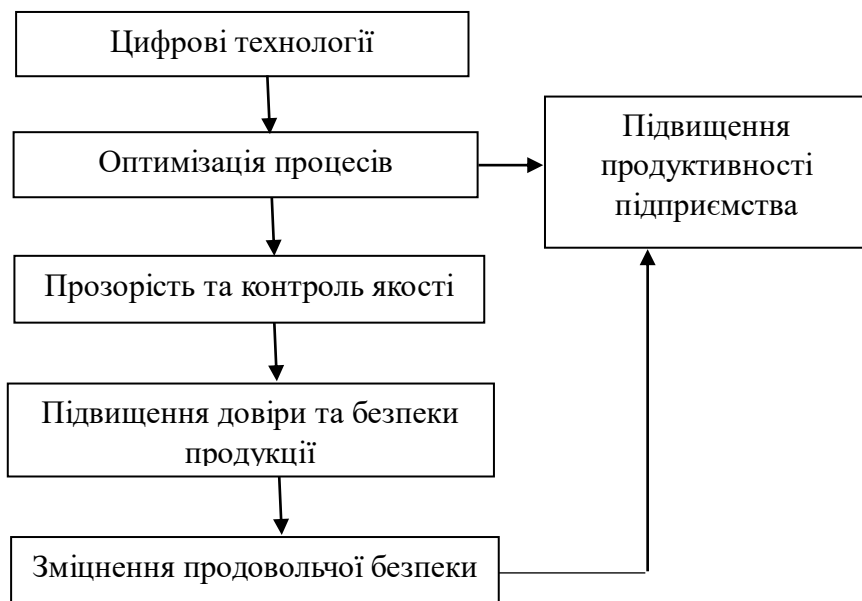 Цифрові технології
Оптимізація процесів
Підвищення
продуктивності
підприємства
Прозорість та контроль якості
Підвищення довіри та безпеки
продукції
Зміцнення продовольчої безпеки